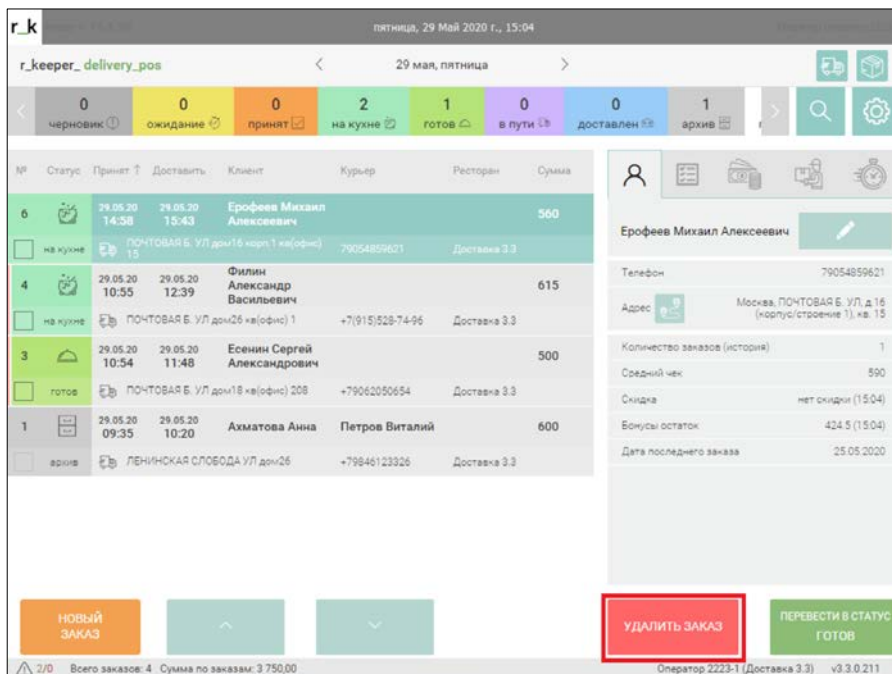 r_k
пятница, 29 Май 2020 г., 15:04
r_keeper_ delivery_pos
29 мая, пятница
0 0 0 2 1 0 0 1
черновик ожидание принят на кухне готов в пути доставлен архив
№ Статус Принят Доставить Клиент Курьер Ресторан Сумма
6 29.05.20 14:58 29.05.20 15:43 Ерофеев Михаил Алексеевич 560
на кухне ПОЧТОВАЯ Б. УЛ дом16 корп.1 кв(офис) 15 79054859621 Доставка 3.3
4 29.05.20 10:55 29.05.20 12:39 Филин Александр Васильевич 615
на кухне ПОЧТОВАЯ Б. УЛ дом26 кв(офис) 1 +7(915)528-74-96 Доставка 3.3
3 29.05.20 10:54 29.05.20 11:48 Есенин Сергей Александрович 500
готов ПОЧТОВАЯ Б. УЛ дом18 кв(офис) 208 +79062050654 Доставка 3.3
1 29.05.20 09:35 29.05.20 10:20 Ахматова Анна Петров Виталий 600
архив ЛЕНИНСКАЯ СЛОБОДА УЛ дом26 +79846123326 Доставка 3.3
Ерофеев Михаил Алексеевич
Телефон 79054859621
Адрес Москва, ПОЧТОВАЯ Б. УЛ, д.16
(корпус/строение 1), кв. 15
Количество заказов (история) 1
Средний чек 590
Скидка нет скидки (15:04)
Бонусы остаток 424.5 (15:04)
Дата последнего заказа 25.05.2020
НОВЫЙ
ЗАКАЗ
УДАЛИТЬ ЗАКАЗ
ПЕРЕВЕСТИ В СТАТУС
ГОТОВ
2/0 Всего заказов: 4 Сумма по заказам: 3 750,00 Оператор 2223-1 (Доставка 3.3) v3.3.0.211